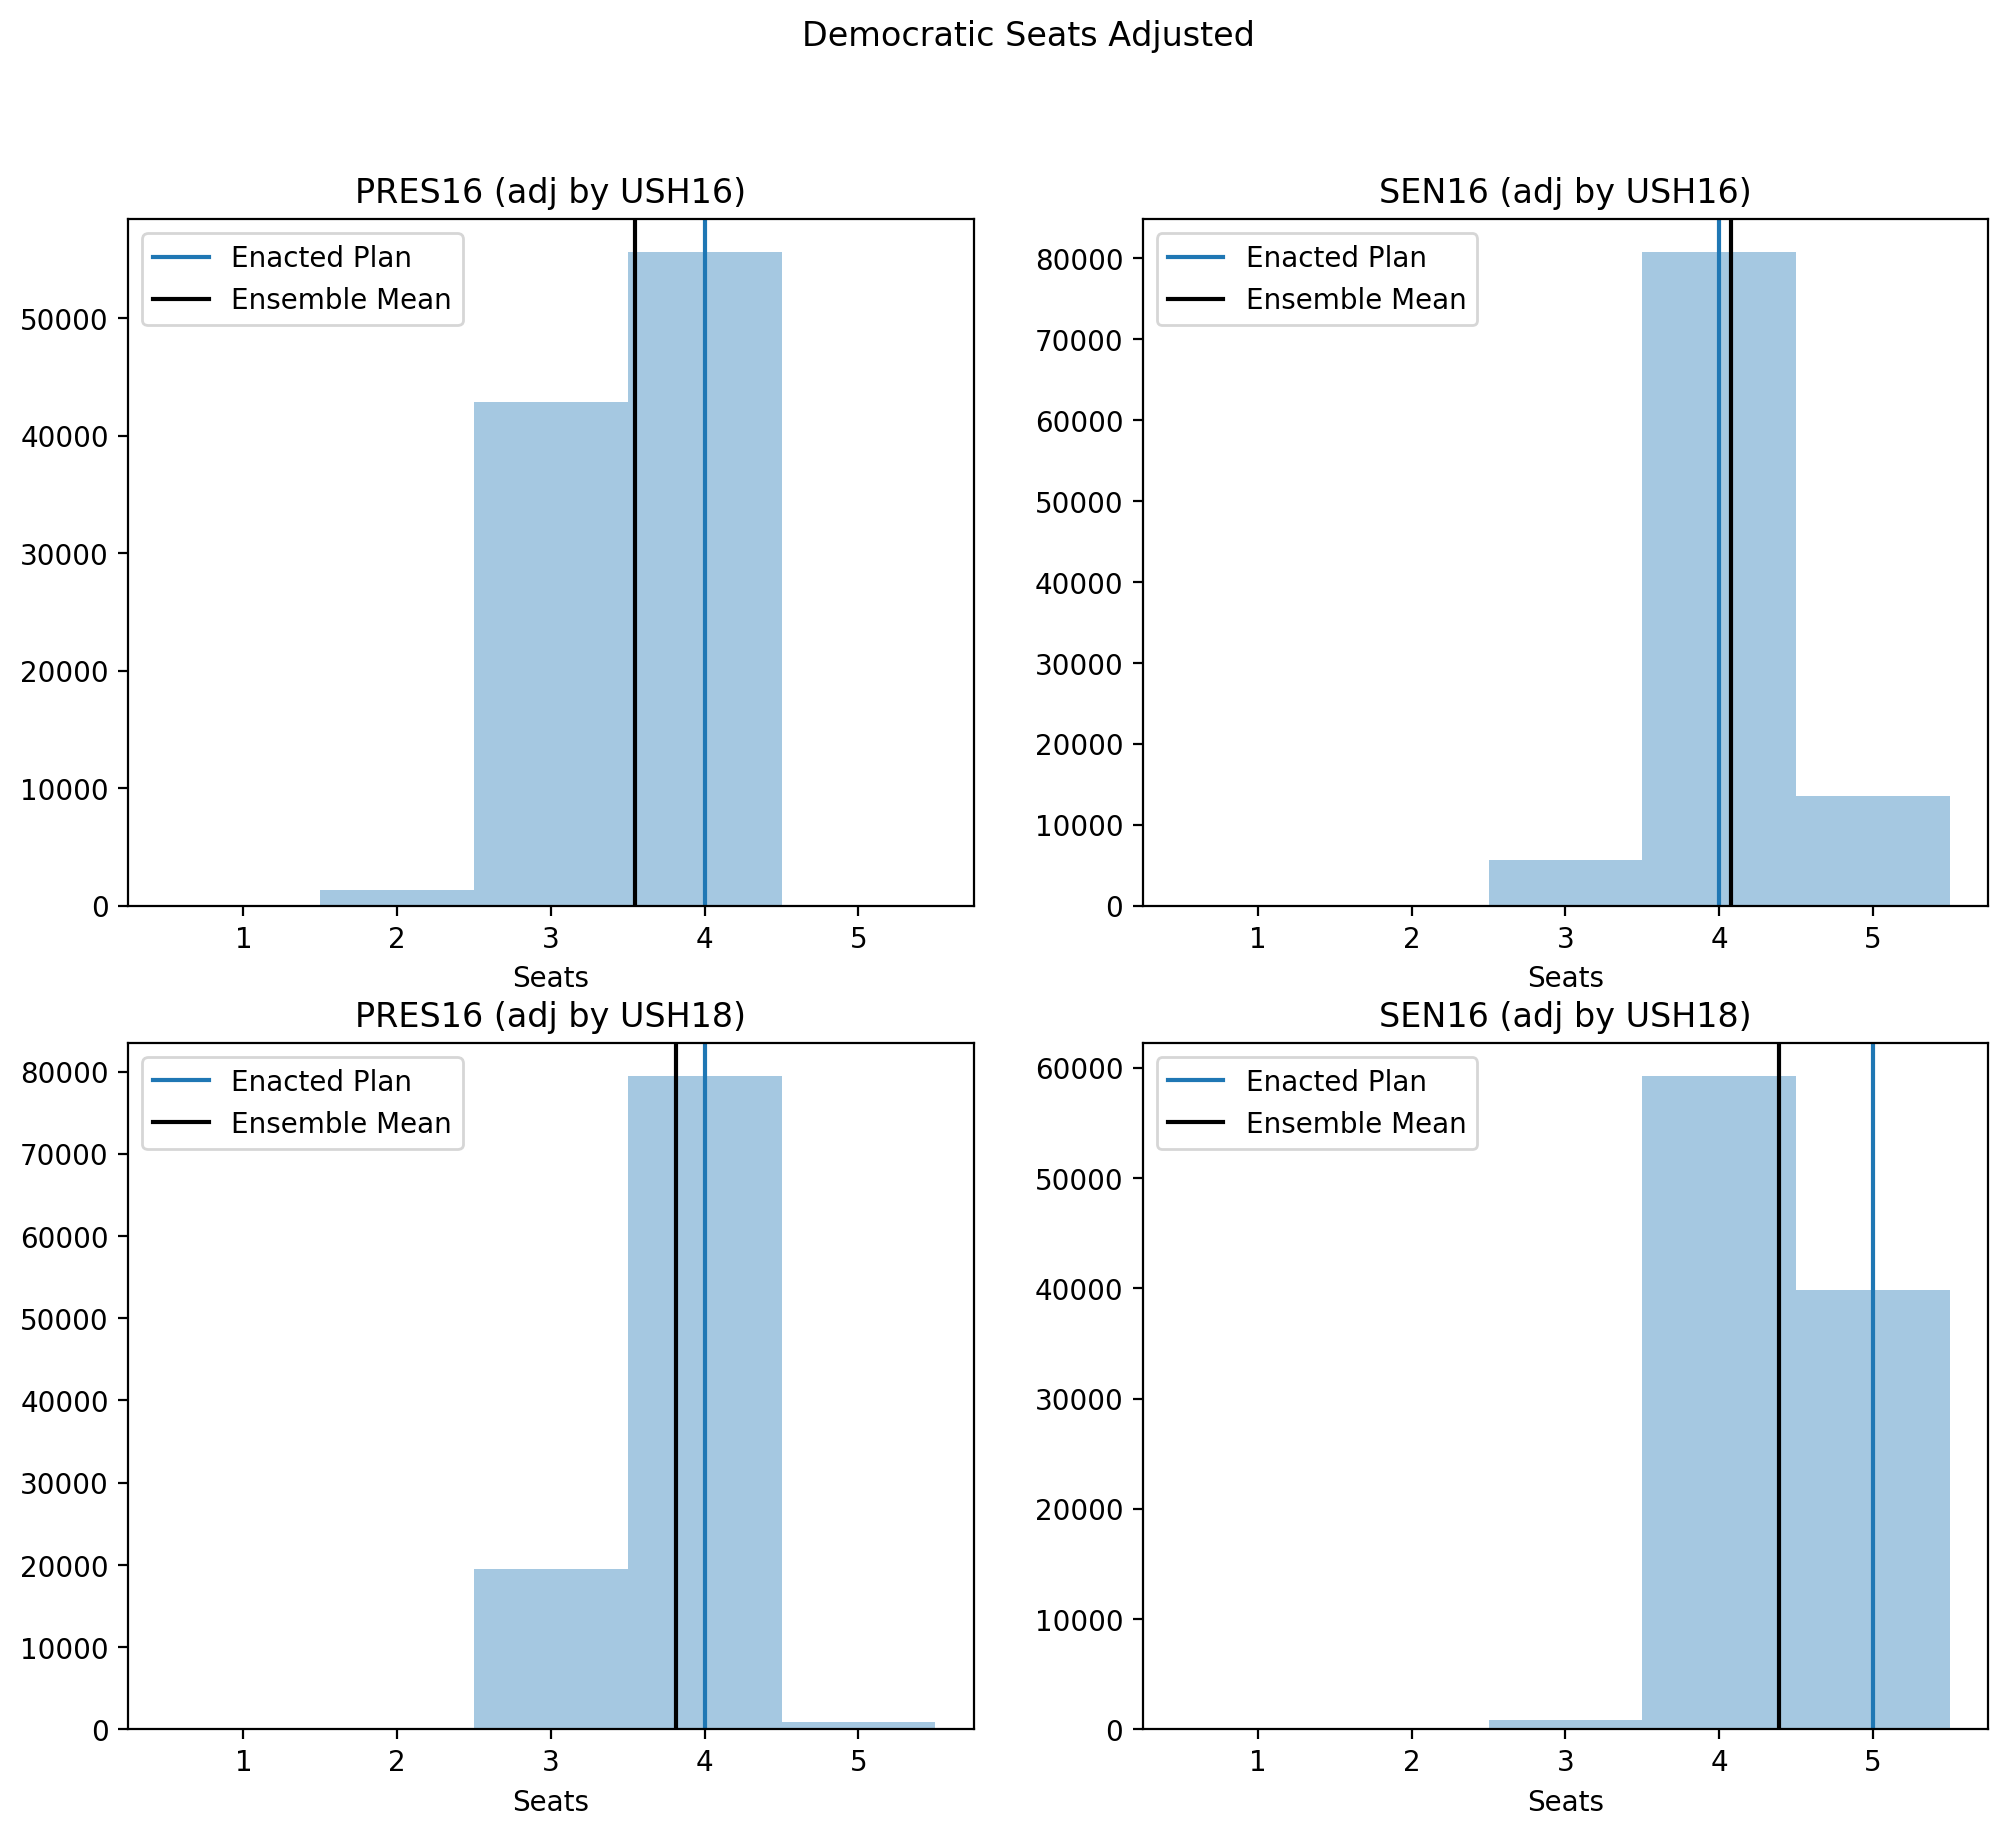 Democratic Seats Adjusted
PRES16 (adj by USH16)
Enacted Plan
Ensemble Mean
50000
40000
30000
20000
10000
0
1 2 3 4 5
Seats
SEN16 (adj by USH16)
Enacted Plan
Ensemble Mean
80000
70000
60000
50000
40000
30000
20000
10000
0
1 2 3 4 5
Seats
PRES16 (adj by USH18)
Enacted Plan
Ensemble Mean
80000
70000
60000
50000
40000
30000
20000
10000
0
1 2 3 4 5
Seats
SEN16 (adj by USH18)
Enacted Plan
Ensemble Mean
60000
50000
40000
30000
20000
10000
0
1 2 3 4 5
Seats